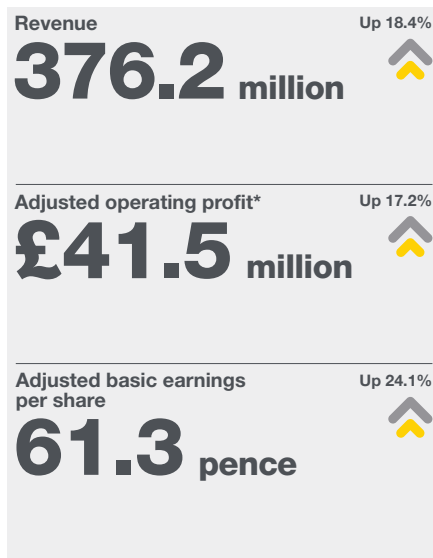 Revenue
Up 18.4%
376.2 million
Adjusted operating profit*
Up 17.2%
£41.5 million
Adjusted basic earnings
per share
Up 24.1%
61.3 pence